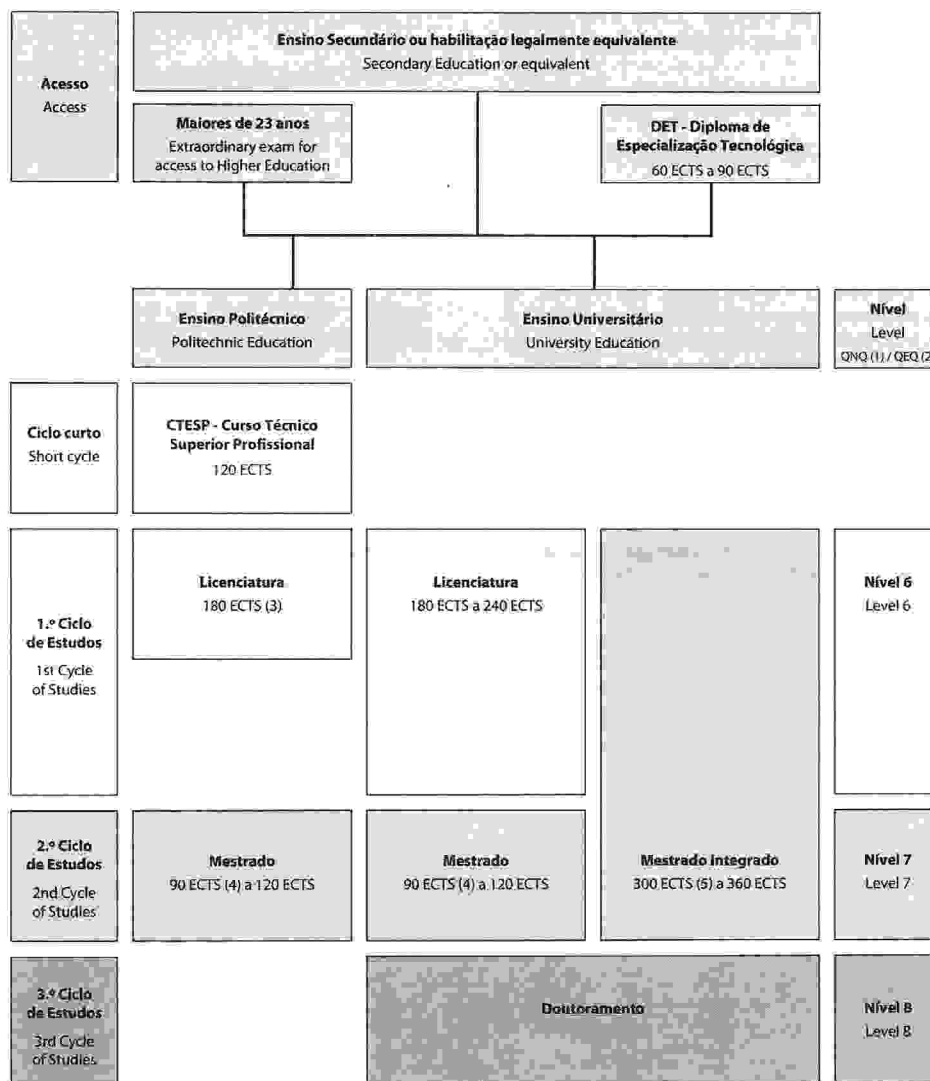 Ensino Secundário ou habilitação legalmente equivalente
Secondary Education or equivalent
Acesso
Access
Maiores de 23 anos
Extraordinary exam for
access to Higher Education
DET - Diploma de
Especialização Tecnológica
60 ECTS a 90 ECTS
Ensino Politécnico
Politechnic Education
Ensino Universitário
University Education
Nível
Level
QNQ (1) / QEQ (2
Ciclo curto
Short cycle
CTESP - Curso Técnico
Superior Profissional
120 ECTS
1.º Ciclo
de Estudos
1st Cycle
of Studies
Licenciatura
180 ECTS (3)
Licenciatura
180 ECTS a 240 ECTS
Nível 6
Level 6
2.º Ciclo
de Estudos
2nd Cycle
of Studies
Mestrado
90 ECTS (4) a 120 ECTS
Mestrado
90 ECTS (4) a 120 ECTS
Mestrado integrado
300 ECTS (5) a 360 ECTS
Nível 7
Level 7
3.º Ciclo
de Estudos
3rd Cycle
of Studies
Doutoramento
Nível 8
Level 8